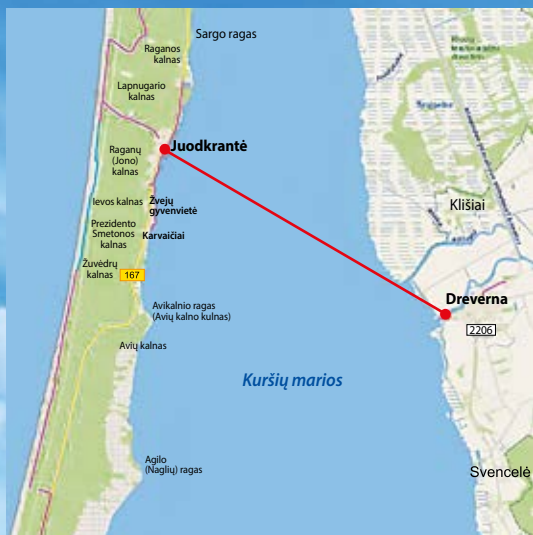 Sargo ragas
Raganos
kalnas
Lapnugario kalnas
Juodkrantė
Raganų
(Jono)
kalnas
Ievos kalnas
Žvejų
gyvenvietė
Prezidento
Smetonos
kalnas
Karvaičiai
Žuvėdrų
kalnas
167
Avikalnio ragas
(Avių kalno kulnas)
Avių kalnas
Kuršių marios
Agilo
(Naglių) ragas
Klišiai
Dreverna
2206
Svencelė